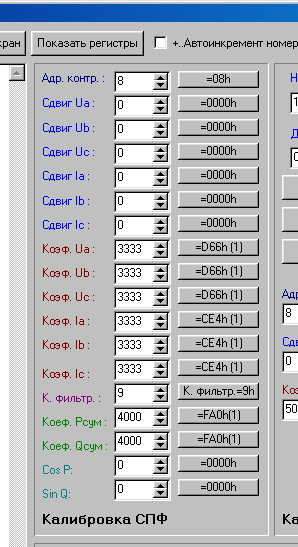 кран Показать регистры +..Автоинкремент номер
Адр. контр. : 8 =08h
Сдвиг Ua : 0 =0000h
Сдвиг Ub : 0 =0000h
Сдвиг Uc : 0 =0000h
Сдвиг Ia : 0 =0000h
Сдвиг Ib : 0 =0000h
Сдвиг Ic : 0 =0000h
Коэф. Ua : 3333 =D66h (1)
Коэф. Ub : 3333 =D66h (1)
Коэф. Uc : 3333 =D66h (1)
Коэф. Ia : 3333 =CE4h (1)
Коэф. Ib : 3333 =CE4h (1)
Коэф. Ic : 3333 =CE4h (1)
К. фильтр. : 9 К. Фильтр.=9h
Коеф. Pсум : 4000 =FA0h(1)
Коеф. Qсум : 4000 =FA0h(1)
Cos P: 0 =0000h
Sin Q: 0 =0000h
Калибровка СПФ
Н
1
Д
0
Адр
8
Сдв
0
Коэ
50
Ка